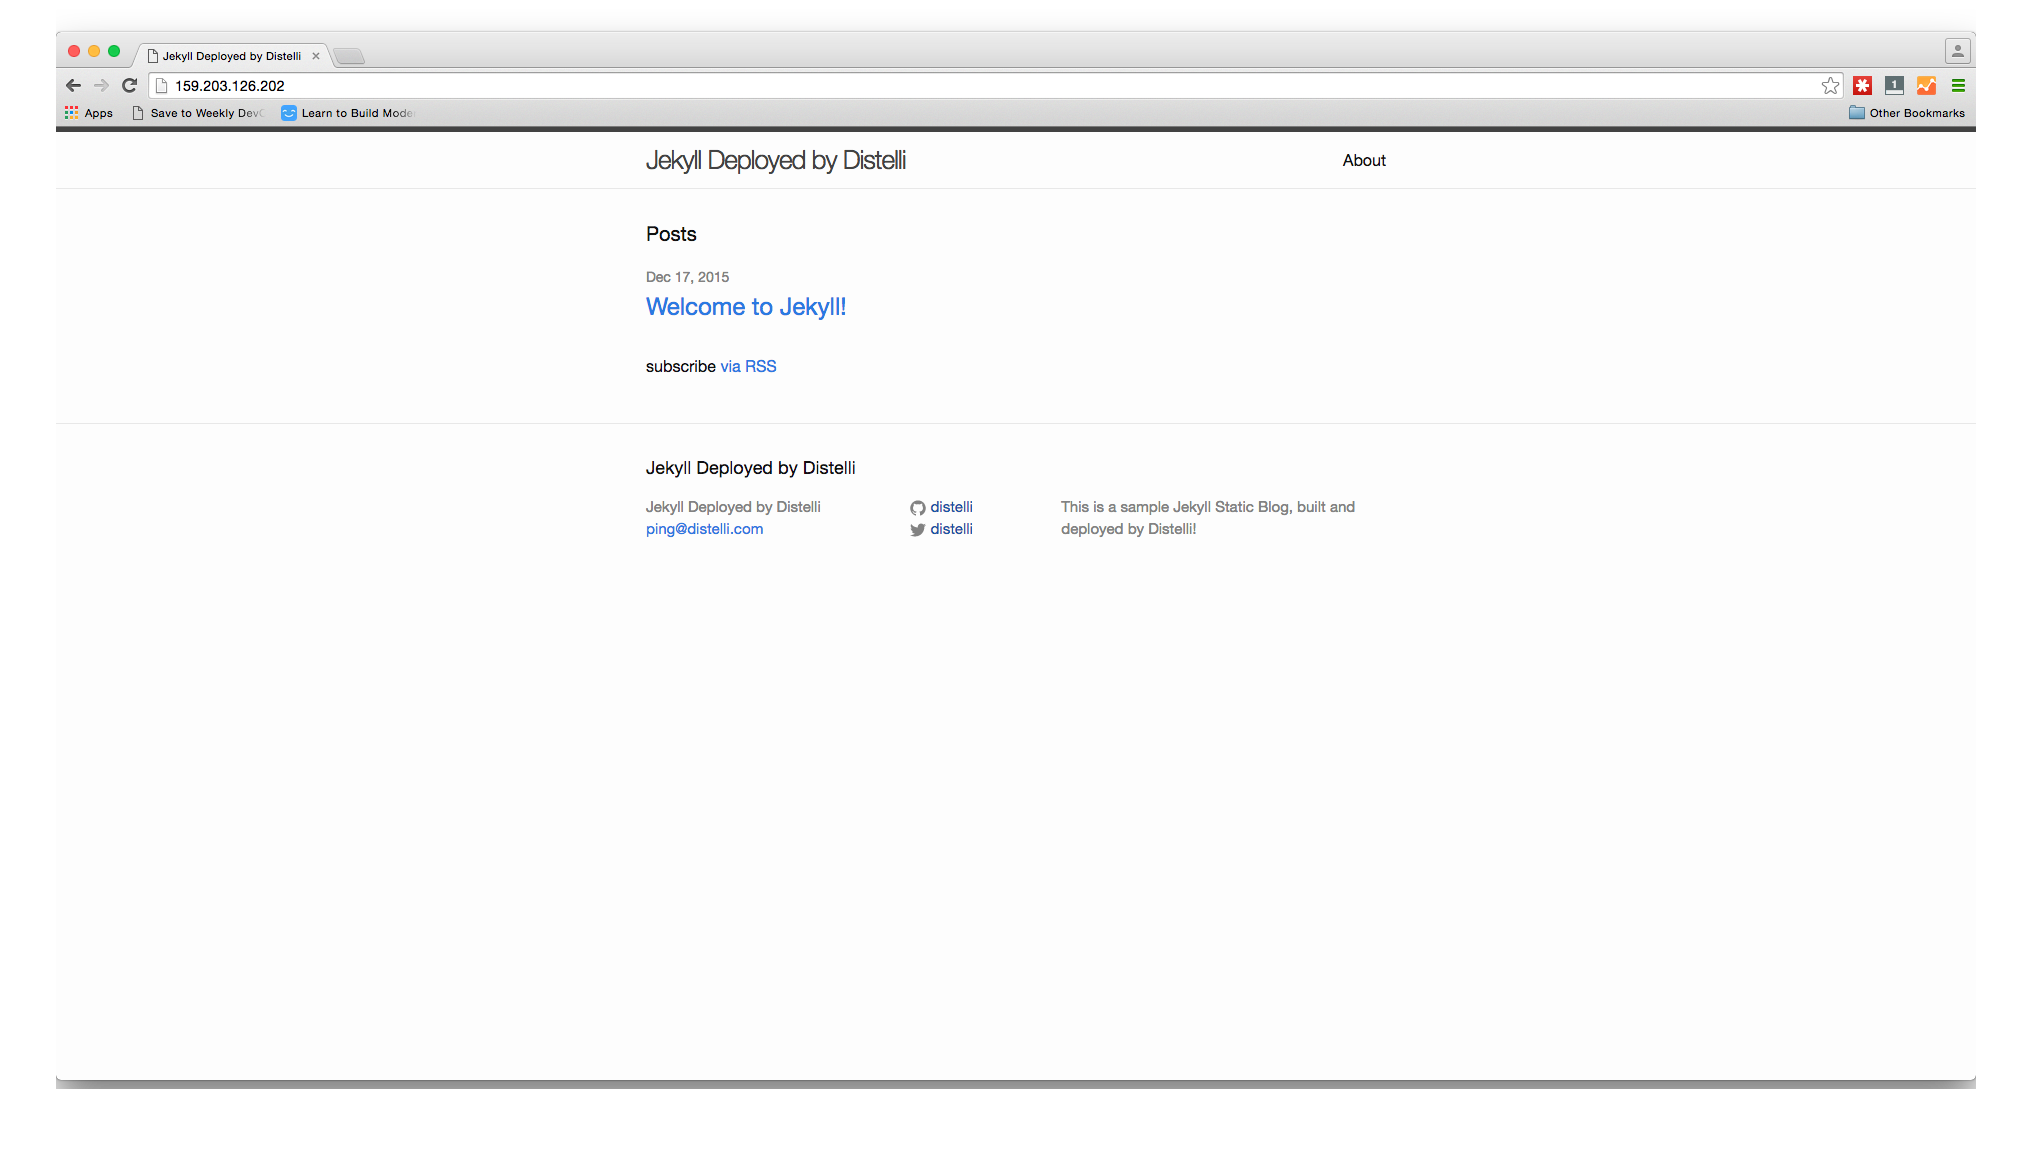 Jekyll Deployed by Distelli
159.203.126.202
1
Apps
Save to Weekly Dev
Learn to Build Mode
Other Bookmarks
Jekyll Deployed by Distelli
About
Posts
Dec 17, 2015
Welcome to Jekyll!
subscribe via RSS
Jekyll Deployed by Distelli
Jekyll Deployed by Distelli
ping@distelli.com
distelli
distelli
This is a sample Jekyll Static Blog, built and
deployed by Distelli!